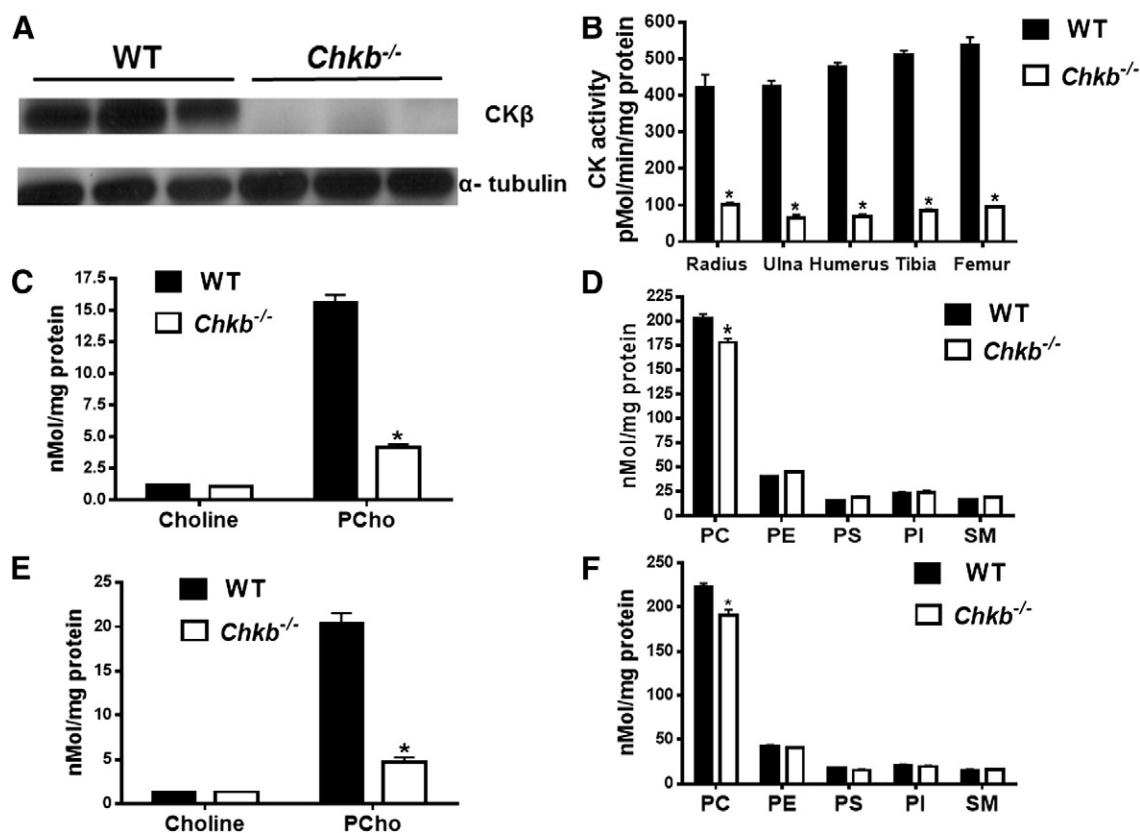 A
WT Chkb-/-
CKβ
α- tubulin
B
CK activity
pMol/min/mg protein
600
500
400
300
200
100
0
WT
Chkb-/-
* * * * *
Radius Ulna Humerus Tibia Femur
C
nMol/mg protein
17.5
15.0
12.5
10.0
7.5
5.0
2.5
0.0
WT
Chkb-/-
*
Choline PCho
D
nMol/mg protein
225
200
175
150
125
100
75
50
25
0
WT
Chkb-/-
*
PC PE PS PI SM
E
nMol/mg protein
25
20
15
10
5
0
WT
Chkb-/-
*
Choline PCho
F
nMol/mg protein
250
200
150
100
50
0
WT
Chkb-/-
*
PC PE PS PI SM